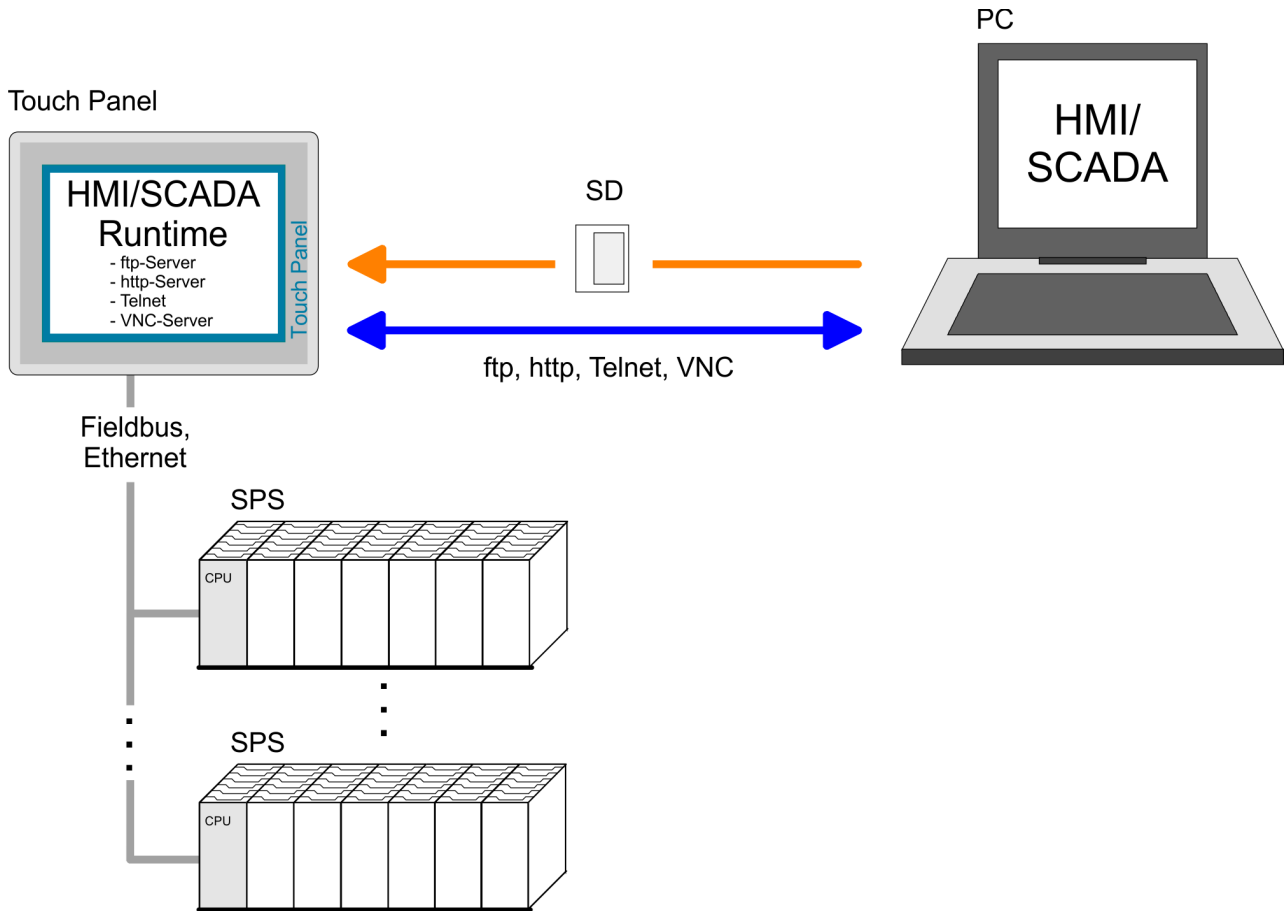 PC
Touch Panel
HMI/
SCADA
HMI/SCADA
Runtime
- ftp-Server
- http-Server
- Telnet
- VNC-Server
Touch Panel
SD
ftp, http, Telnet, VNC
Fieldbus,
Ethernet
SPS
CPU
SPS
CPU